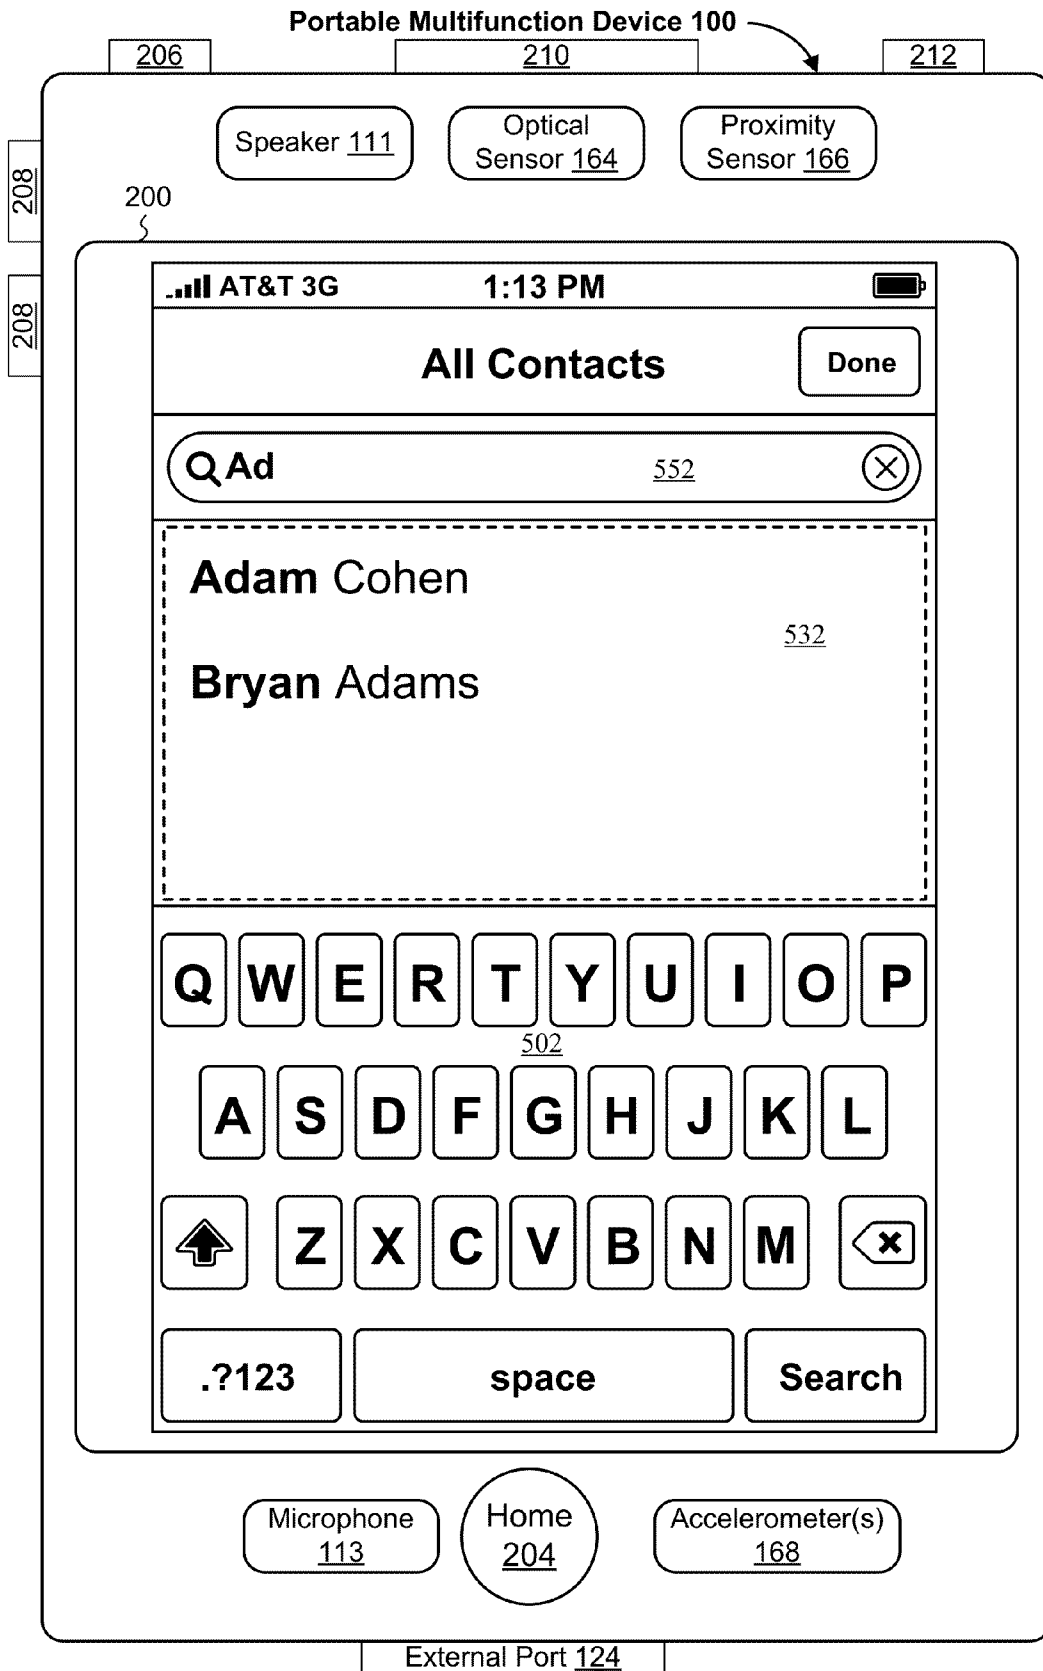 Portable Multifunction Device 100
206
210
212
Speaker 111
Optical
Sensor 164
Proximity
Sensor 166
208
200
208
AT&T 3G 1:13 PM
All Contacts Done
Ad 552
Adam Cohen
532
Bryan Adams
Q W E R T Y U I O P
502
A S D F G H J K L
Z X C V B N M
.?123 space Search
Microphone
113
Home
204
Accelerometer(s)
168
External Port 124